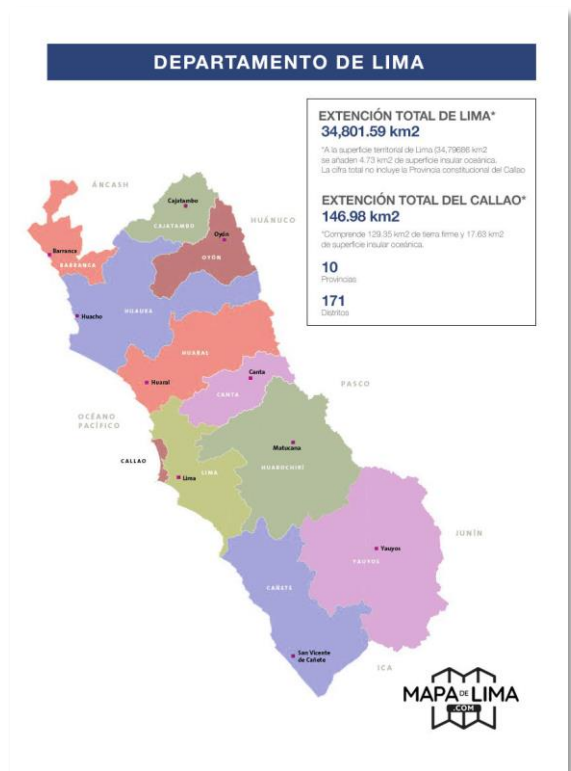 DEPARTAMENTO DE LIMA
EXTENCIÓN TOTAL DE LIMA*
34,801.59 km2
*A la superficie territorial de Lima (34,79686 km2
se añaden 4.73 km2 de superficie insular oceánica.
La cifra total no incluye la Provincia constitucional del Callao
EXTENCIÓN TOTAL DEL CALLAO*
146.98 km2
*Comprende 129.35 km2 de tierra firme y 17.63 km2
de superficie insular oceánica.
10
Provincias
171
Distritos
ÁNCASH
Cajatambo
CAJATAMBO
HUÁNUCO
Oyón
OYÓN
Barranca
BARRANCA
HUAURA
Huacho
HUARAL
Huaral
Canta
CANTA
PASCO
OCÉANO
PACÍFICO
Matucana
CALLAO
HUAROCHIRÍ
LIMA
Lima
JUNÍN
Yauyos
YAUYOS
CAÑETE
San Vicente
de Cañete
ICA
MAPA DE LIMA
.COM